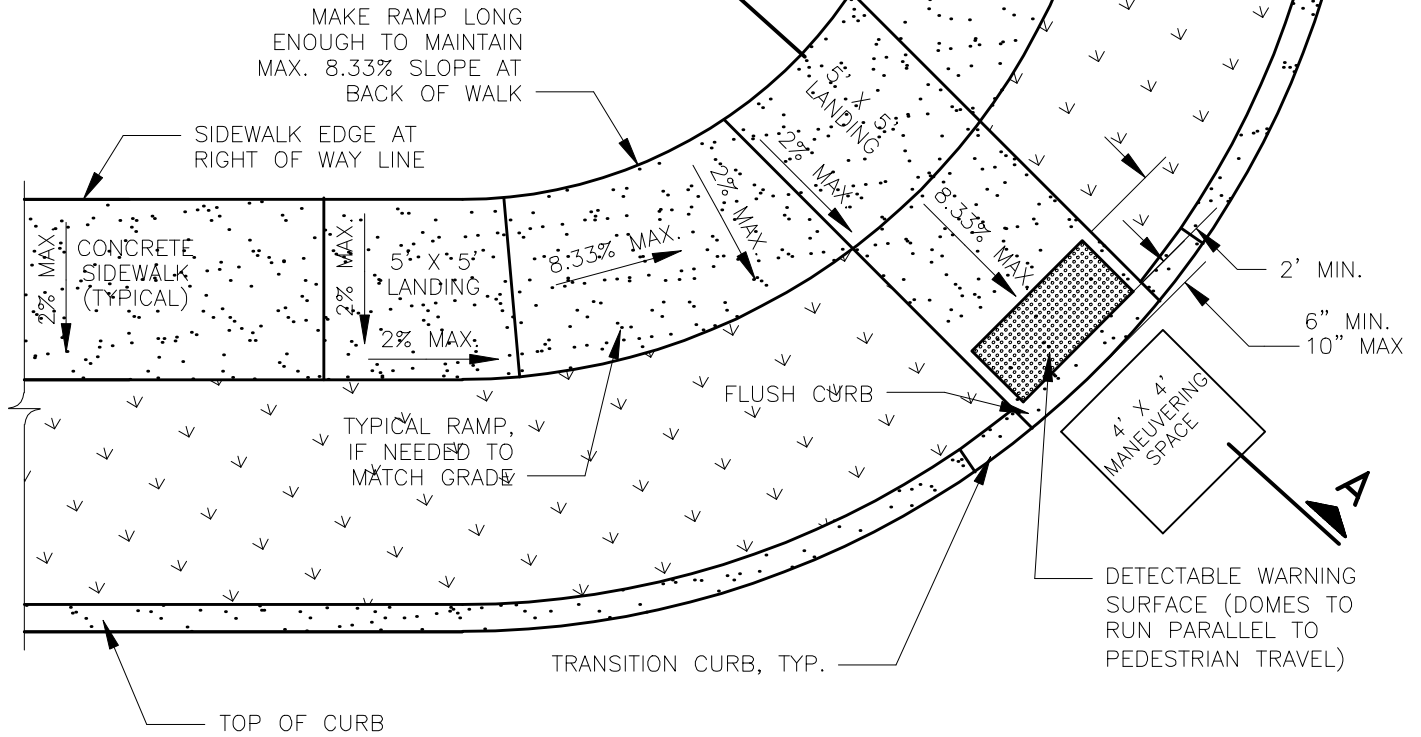 MAKE RAMP LONG
ENOUGH TO MAINTAIN
MAX. 8.33% SLOPE AT
BACK OF WALK
SIDEWALK EDGE AT
RIGHT OF WAY LINE
5' X 5'
LANDING
2% MAX.
2% MAX.
8.33% MAX.
2% MAX.
CONCRETE
SIDEWALK
(TYPICAL)
2% MAX.
5' X 5'
LANDING
2% MAX.
8.33% MAX.
2' MIN.
6" MIN.
10" MAX
FLUSH CURB
4' X 4'
MANEUVERING
SPACE
TYPICAL RAMP,
IF NEEDED TO
MATCH GRADE
A
DETECTABLE WARNING
SURFACE (DOMES TO
RUN PARALLEL TO
PEDESTRIAN TRAVEL)
TRANSITION CURB, TYP.
TOP OF CURB